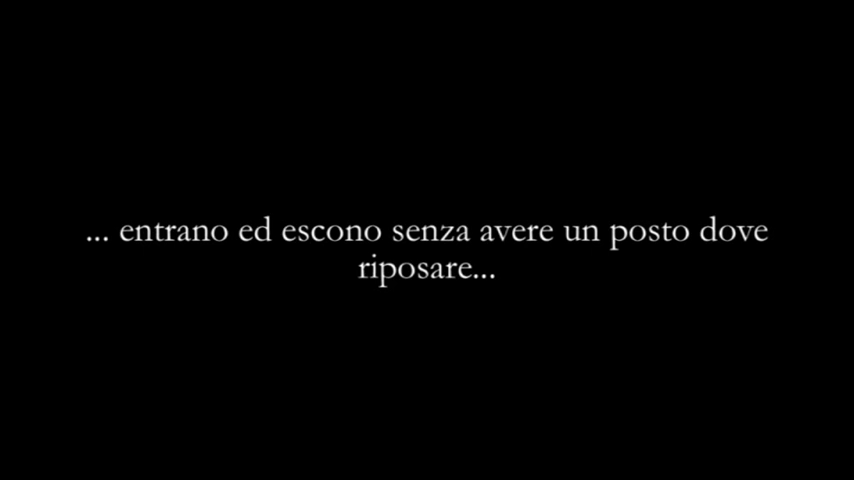 ... entrano ed escono senza avere un posto dove
riposare...